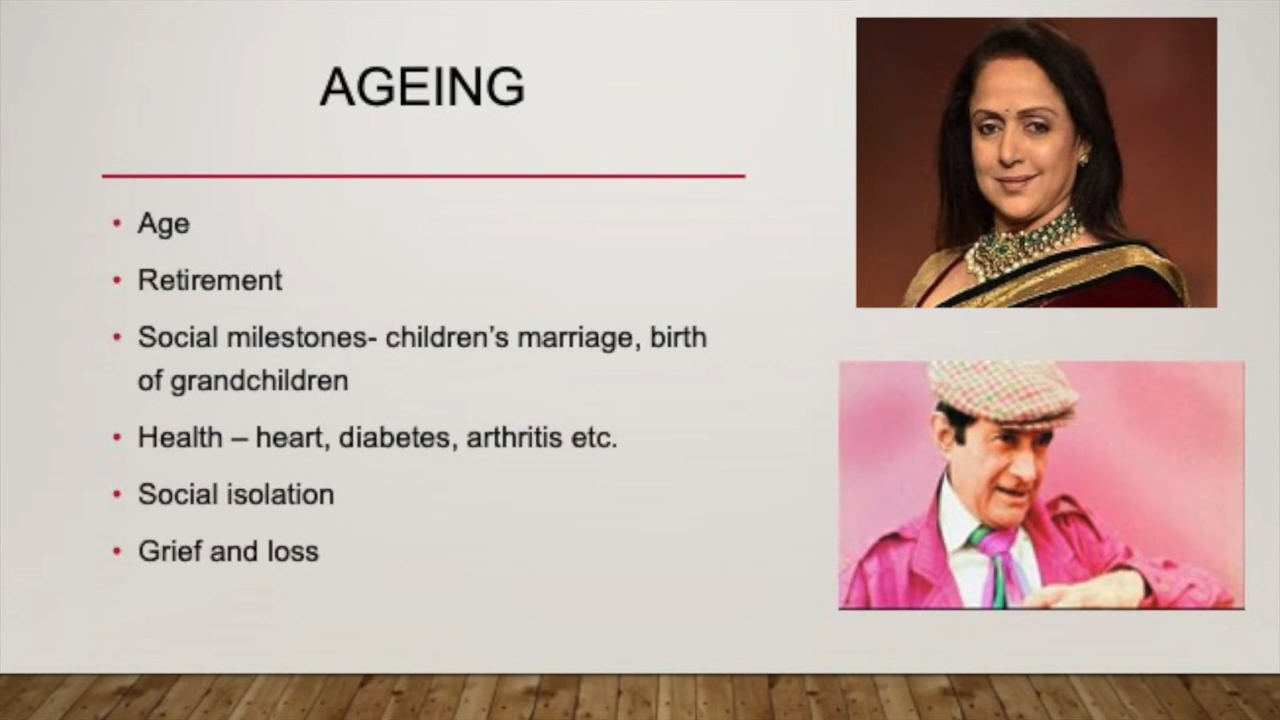 AGEING
• Age
• Retirement
• Social milestones- children’s marriage, birth
of grandchildren
• Health – heart, diabetes, arthritis etc.
• Social isolation
• Grief and loss